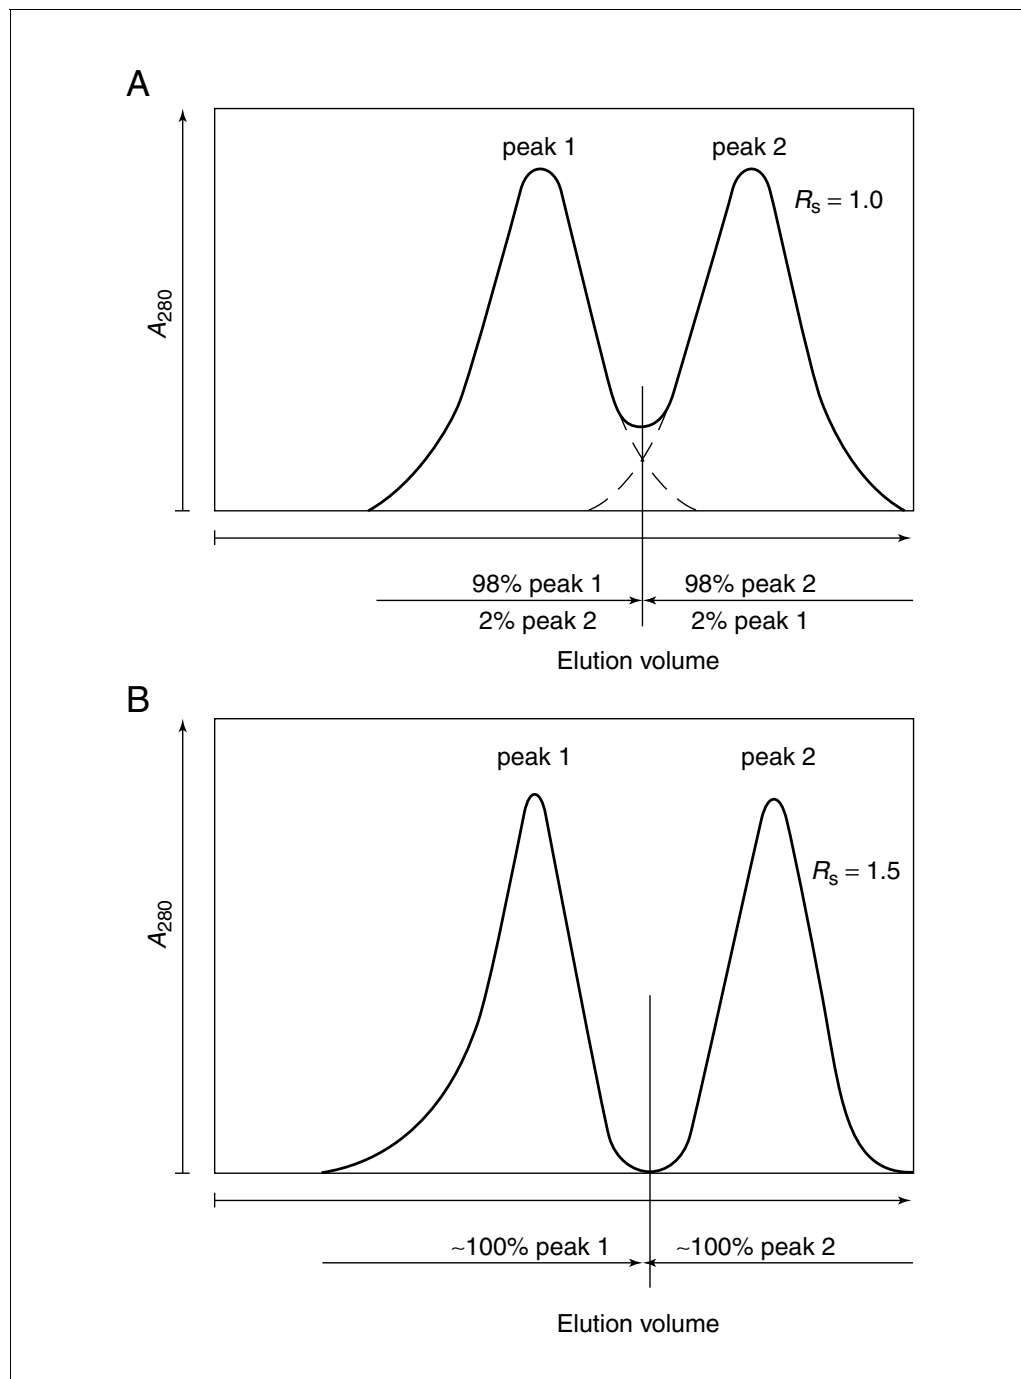 A
peak 1
peak 2
Rs = 1.0
A280
98% peak 1
98% peak 2
2% peak 2
2% peak 1
Elution volume
B
peak 1
peak 2
Rs = 1.5
A280
~100% peak 1
~100% peak 2
Elution volume